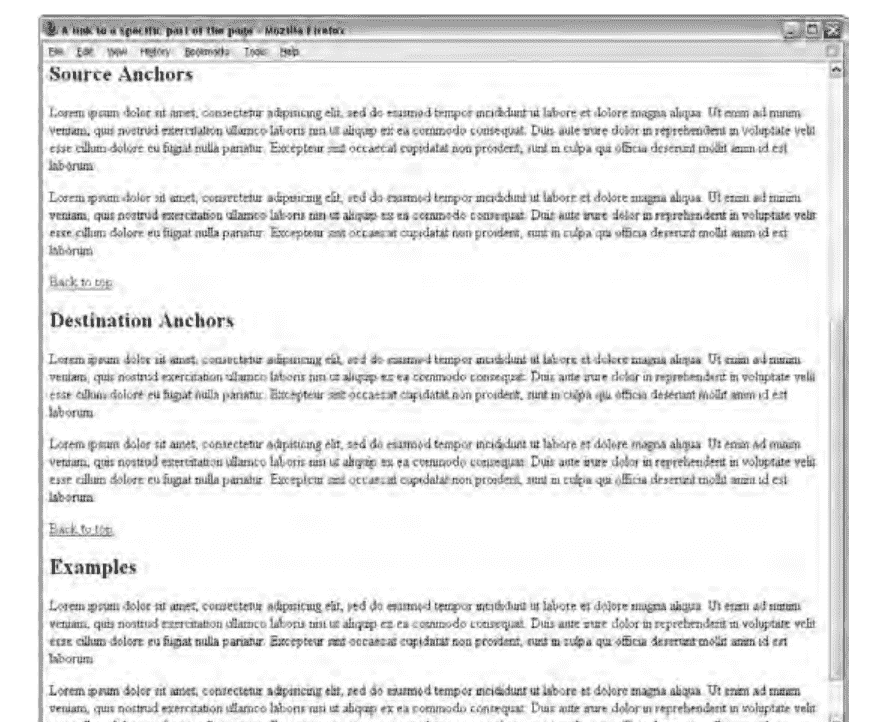 A link to a specific part of the page - Mozilla Firefox
File Edit View History Bookmarks Tools Help
Source Anchors
Lorem ipsum dolor sit amet, consectetur adipisicing elit, sed do eiusmod tempor incididunt ut labore et dolore magna aliqua. Ut enim ad minim
veniam, quis nostrud exercitation ullamco laboris nisi ut aliquip ex ea commodo consequat. Duis aute irure dolor in reprehenderit in voluptate velit
esse cillum dolore eu fugiat nulla pariatur. Excepteur sint occaecat cupidatat non proident, sunt in culpa qui officia deserunt mollit anim id est
laborum.
Lorem ipsum dolor sit amet, consectetur adipisicing elit, sed do eiusmod tempor incididunt ut labore et dolore magna aliqua. Ut enim ad minim
veniam, quis nostrud exercitation ullamco laboris nisi ut aliquip ex ea commodo consequat. Duis aute irure dolor in reprehenderit in voluptate velit
esse cillum dolore eu fugiat nulla pariatur. Excepteur sint occaecat cupidatat non proident, sunt in culpa qui officia deserunt mollit anim id est
laborum.
Back to top
Destination Anchors
Lorem ipsum dolor sit amet, consectetur adipisicing elit, sed do eiusmod tempor incididunt ut labore et dolore magna aliqua. Ut enim ad minim
veniam, quis nostrud exercitation ullamco laboris nisi ut aliquip ex ea commodo consequat. Duis aute irure dolor in reprehenderit in voluptate velit
esse cillum dolore eu fugiat nulla pariatur. Excepteur sint occaecat cupidatat non proident, sunt in culpa qui officia deserunt mollit anim id est
laborum.
Lorem ipsum dolor sit amet, consectetur adipisicing elit, sed do eiusmod tempor incididunt ut labore et dolore magna aliqua. Ut enim ad minim
veniam, quis nostrud exercitation ullamco laboris nisi ut aliquip ex ea commodo consequat. Duis aute irure dolor in reprehenderit in voluptate velit
esse cillum dolore eu fugiat nulla pariatur. Excepteur sint occaecat cupidatat non proident, sunt in culpa qui officia deserunt mollit anim id est
laborum.
Back to top
Examples
Lorem ipsum dolor sit amet, consectetur adipisicing elit, sed do eiusmod tempor incididunt ut labore et dolore magna aliqua. Ut enim ad minim
veniam, quis nostrud exercitation ullamco laboris nisi ut aliquip ex ea commodo consequat. Duis aute irure dolor in reprehenderit in voluptate velit
esse cillum dolore eu fugiat nulla pariatur. Excepteur sint occaecat cupidatat non proident, sunt in culpa qui officia deserunt mollit anim id est
laborum.
Lorem ipsum dolor sit amet, consectetur adipisicing elit, sed do eiusmod tempor incididunt ut labore et dolore magna aliqua. Ut enim ad minim
veniam, quis nostrud exercitation ullamco laboris nisi ut aliquip ex ea commodo consequat. Duis aute irure dolor in reprehenderit in voluptate velit